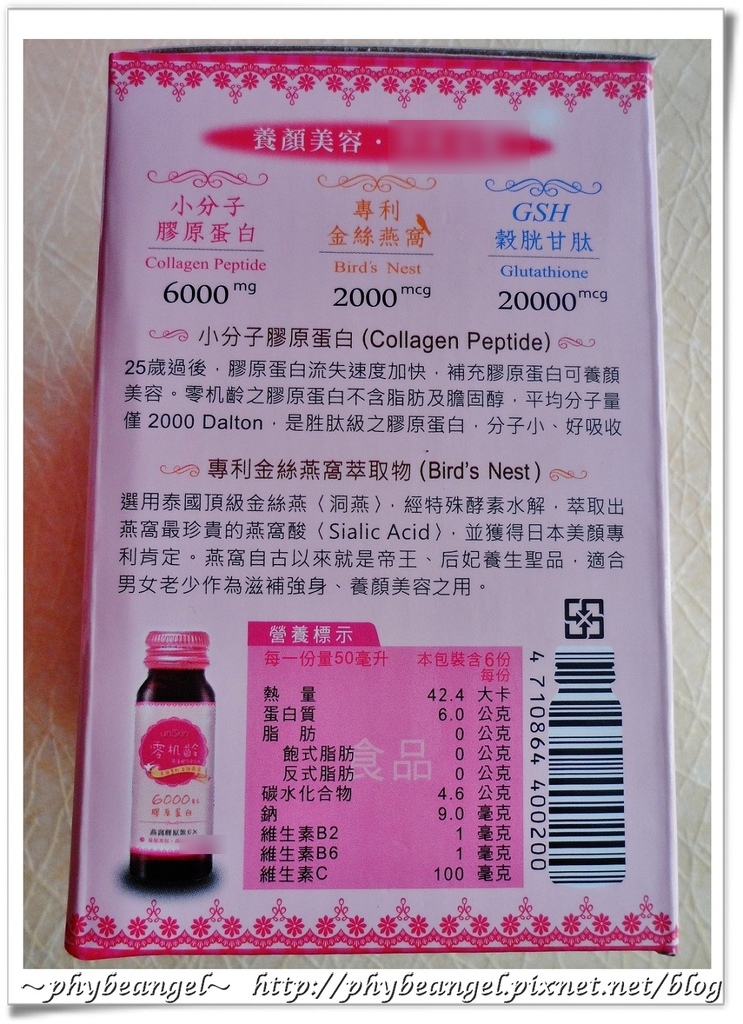 養顏美容・
小分子
膠原蛋白
Collagen Peptide
6000mg
專利
金絲燕窩
Bird's Nest
2000mcg
GSH
穀胱甘肽
Glutathione
20000mcg
小分子膠原蛋白(Collagen Peptide)
25歲過後，膠原蛋白流失速度加快，補充膠原蛋白可養顏
美容。零机齡之膠原蛋白不含脂肪及膽固醇，平均分子量
僅 2000 Dalton，是胜肽級之膠原蛋白，分子小、好吸收
專利金絲燕窩萃取物(Bird's Nest)
選用泰國頂級金絲燕〈洞燕〉，經特殊酵素水解，萃取出
燕窩最珍貴的燕窩酸〈Sialic Acid〉，並獲得日本美顏專
利肯定。燕窩自古以來就是帝王、后妃養生聖品，適合
男女老少作為滋補強身、養顏美容之用。
零机齡
6000
膠原蛋白
營養標示
每一份量50毫升 本包裝含6份
每份
熱 量 42.4 大卡
蛋白質 6.0 公克
脂 肪 0 公克
飽式脂肪 0 公克
反式脂肪 0 公克
碳水化合物 4.6 公克
鈉 9.0 毫克
維生素B2 1 毫克
維生素B6 1 毫克
維生素C 100 毫克
食品
4 710864 400200
~phybeangel~ http://phybeangel.pixnet.net/blog